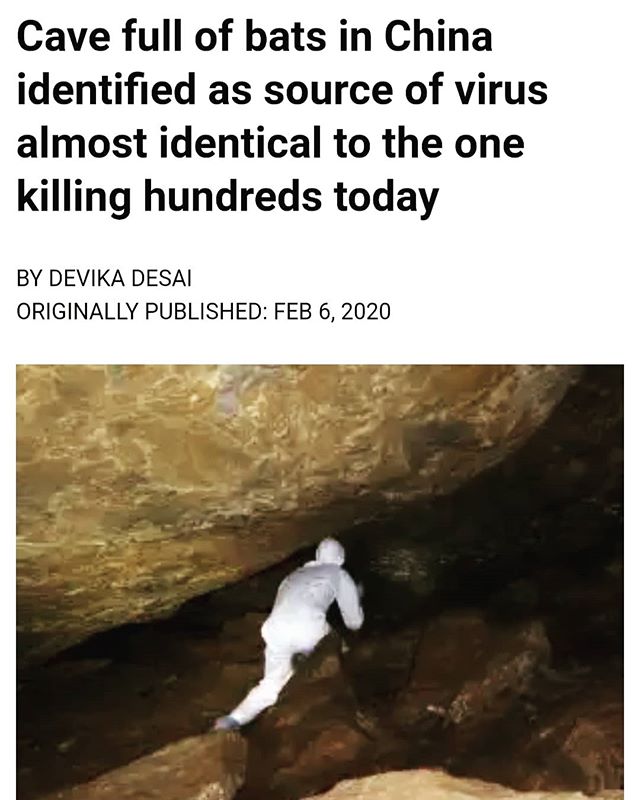 Cave full of bats in China
identified as source of virus
almost identical to the one
killing hundreds today
BY DEVIKA DESAI
ORIGINALLY PUBLISHED: FEB 6, 2020